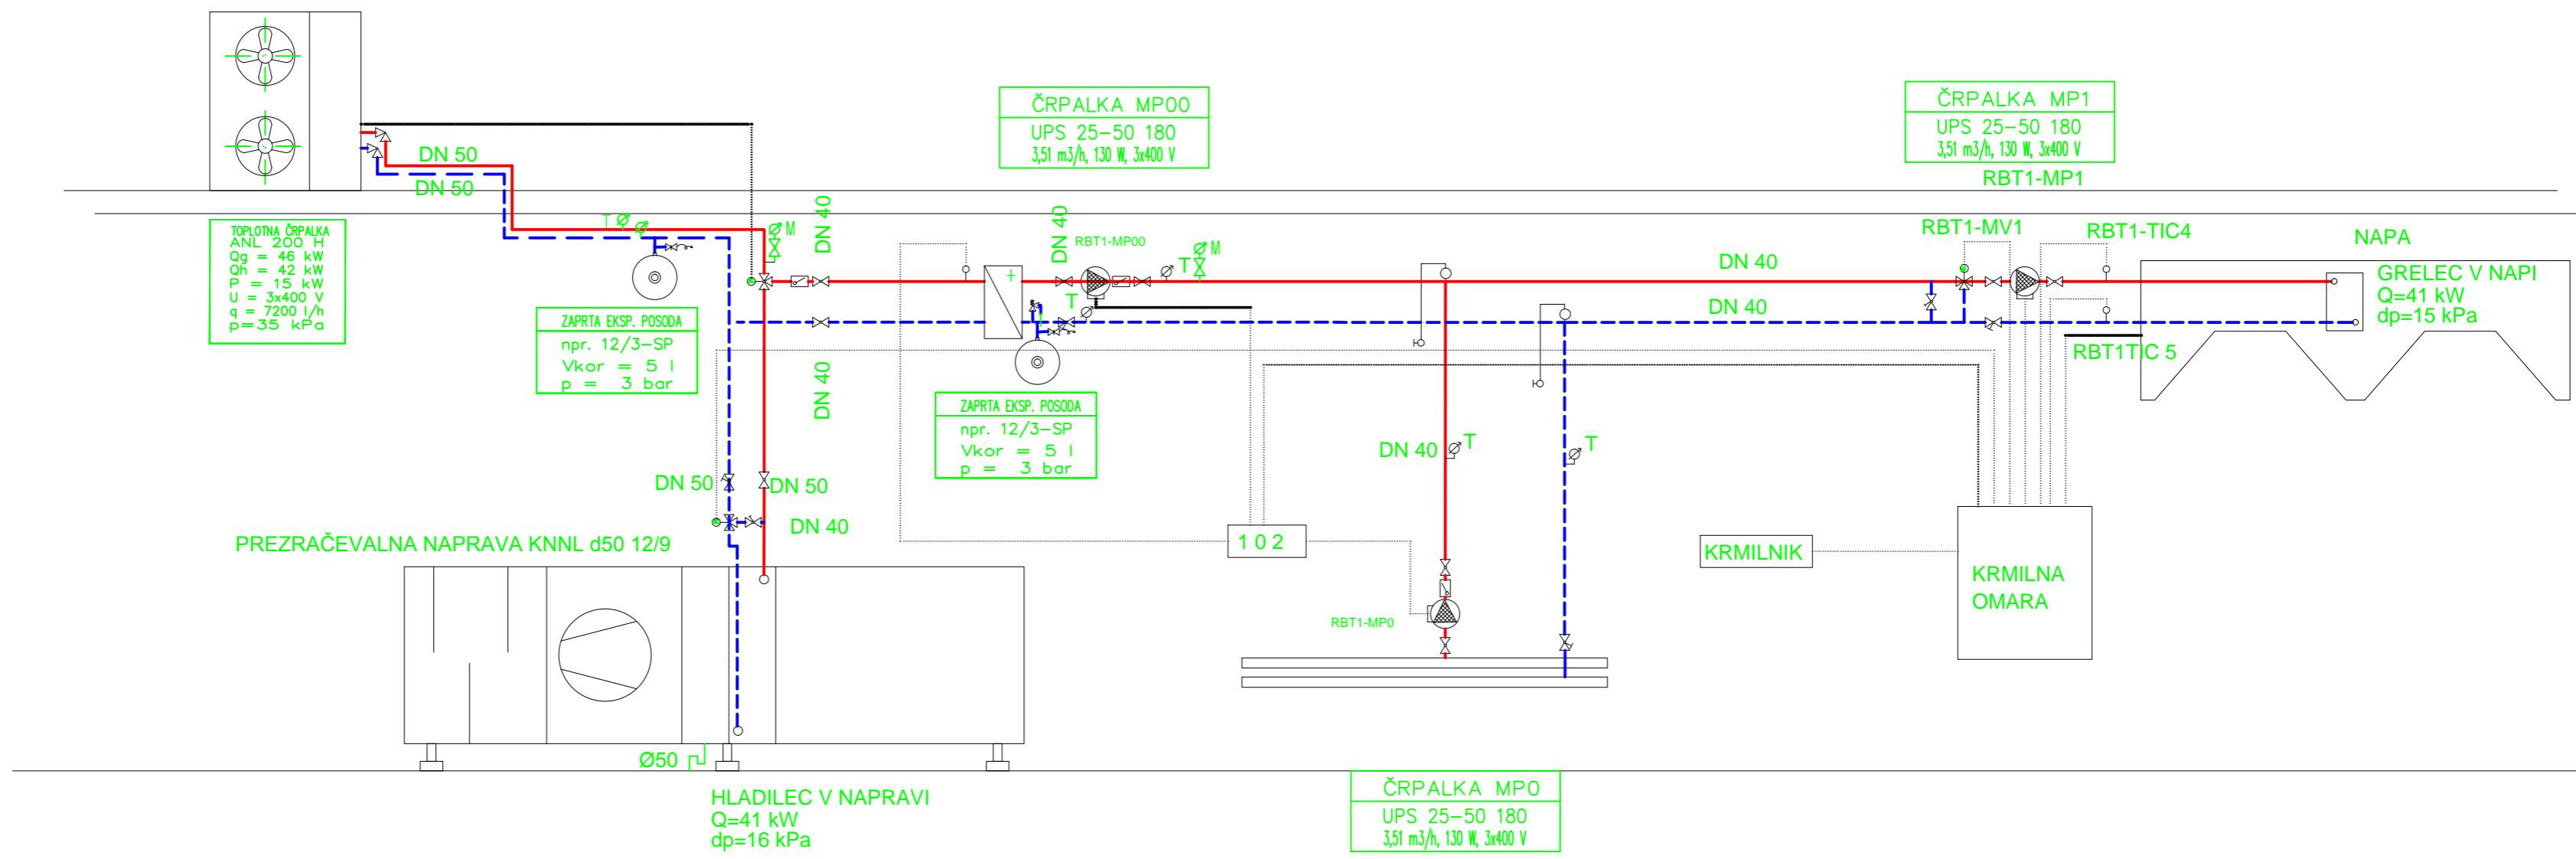 ČRPALKA MP00
UPS 25-50 180
3,51 m3/h, 130 W, 3x400 V
ČRPALKA MP1
UPS 25-50 180
3,51 m3/h, 130 W, 3x400 V
RBT1-MP1
DN 50
DN 50
TOPLOTNA ČRPALKA
ANL 200 H
Qg = 46 kW
Qh = 42 kW
P = 15 kW
U = 3x400 V
q = 7200 l/h
p=35 kPa
T
M
DN 40
DN 40
RBT1-MP00
M
T
T
RBT1-MV1
RBT1-TIC4
NAPA
DN 40
DN 40
GRELEC V NAPI
Q=41 kW
dp=15 kPa
RBT1TIC 5
ZAPRTA EKSP. POSODA
npr. 12/3-SP
Vkor = 5 l
p = 3 bar
DN 40
ZAPRTA EKSP. POSODA
npr. 12/3-SP
Vkor = 5 l
p = 3 bar
DN 40
T
T
DN 50
DN 50
DN 40
PREZRAČEVALNA NAPRAVA KNNL d50 12/9
1 0 2
KRMILNIK
KRMILNA
OMARA
RBT1-MP0
Ø50
HLADILEC V NAPRAVI
Q=41 kW
dp=16 kPa
ČRPALKA MP0
UPS 25-50 180
3,51 m3/h, 130 W, 3x400 V